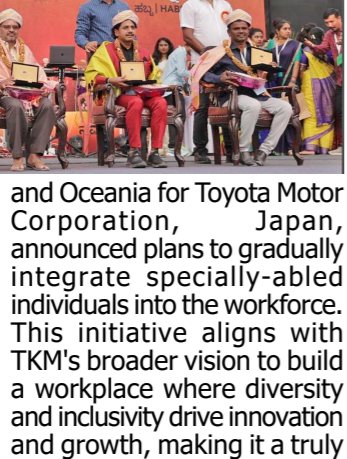 ಹಬ್ಬ | HAB
and Oceania for Toyota Motor
Corporation, Japan,
announced plans to gradually
integrate specially-abled
individuals into the workforce.
This initiative aligns with
TKM's broader vision to build
a workplace where diversity
and inclusivity drive innovation
and growth, making it a truly